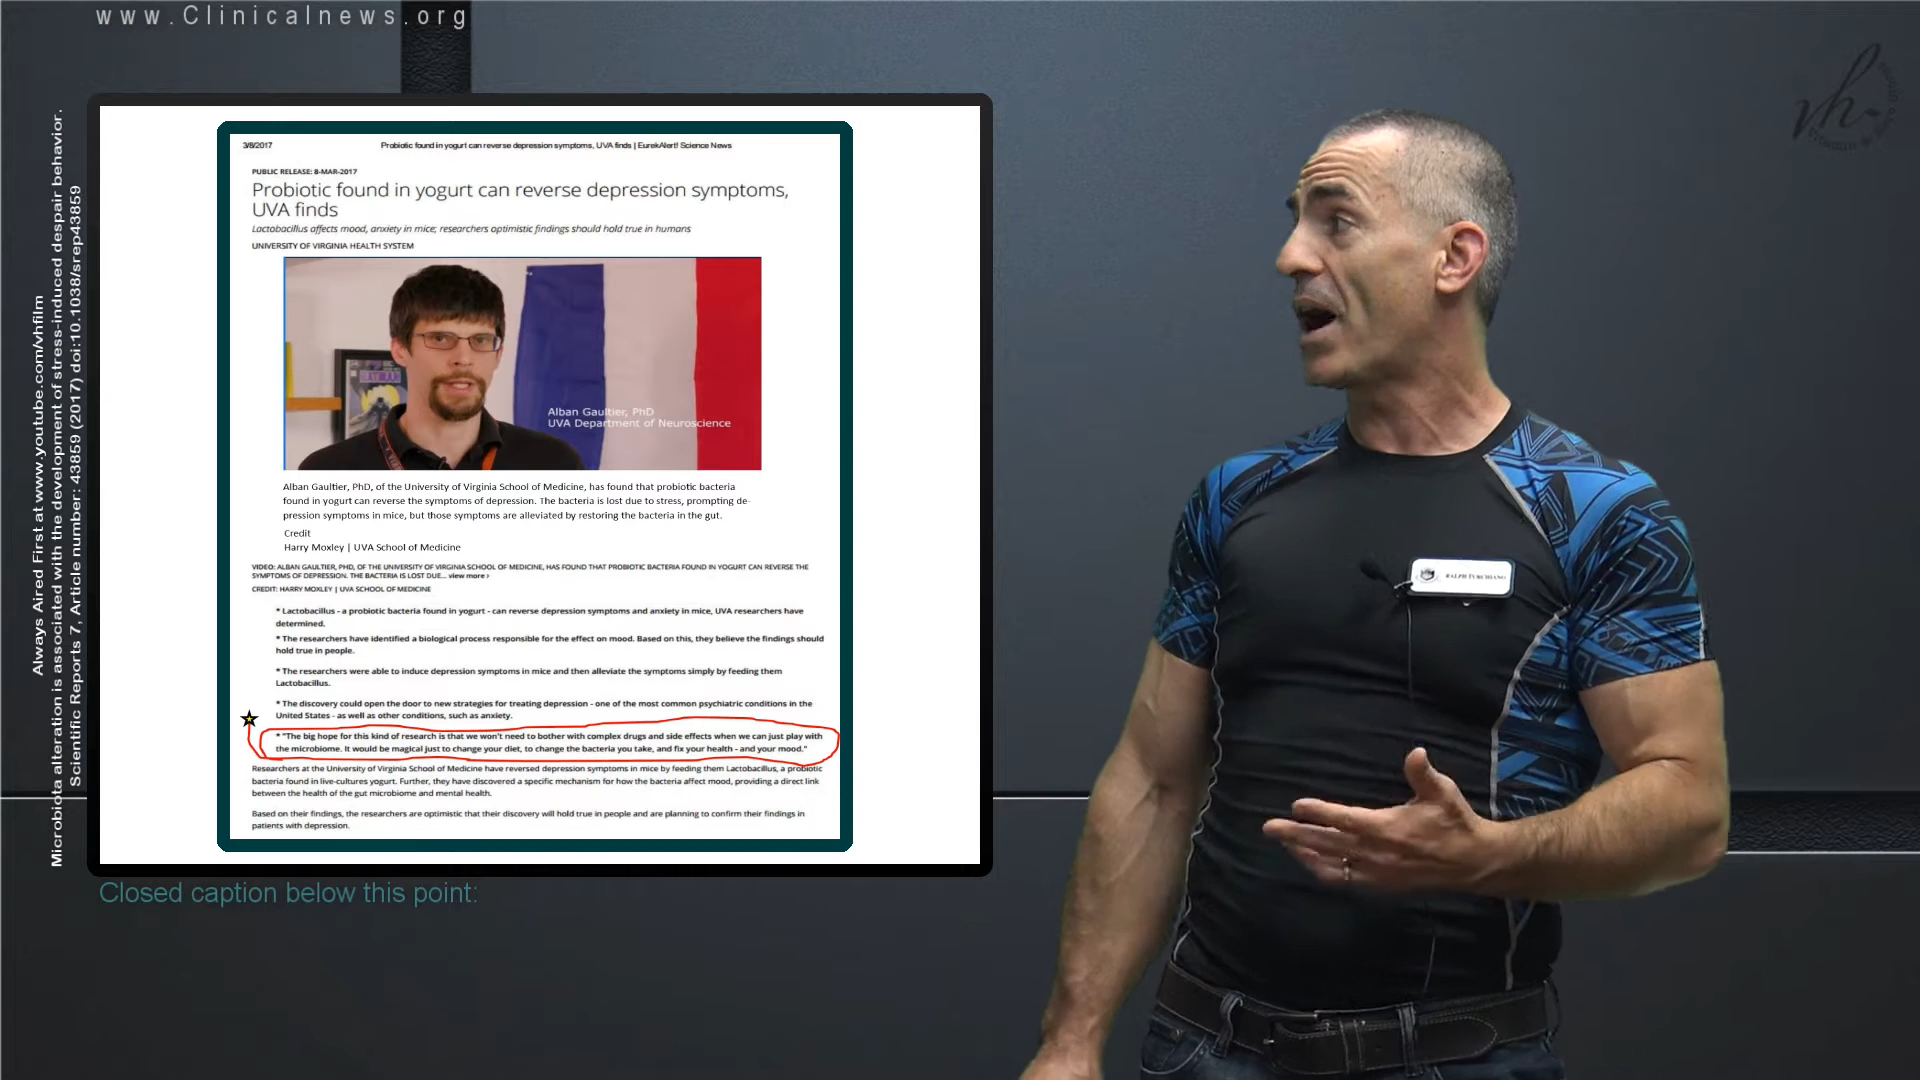 www.Clinicalnews.org
Always Aired First at www.youtube.com/vhfilm
Microbiota alteration is associated with the development of stress-induced despair behavior.
Scientific Reports 7, Article number: 43859 (2017) doi:10.1038/srep43859
3/8/2017 Probiotic found in yogurt can reverse depression symptoms, UVA finds | EurekAlert! Science News
PUBLIC RELEASE: 8-MAR-2017
Probiotic found in yogurt can reverse depression symptoms,
UVA finds
Lactobacillus affects mood, anxiety in mice; researchers optimistic findings should hold true in humans
UNIVERSITY OF VIRGINIA HEALTH SYSTEM
Alban Gaultier, PhD
UVA Department of Neuroscience
Alban Gaultier, PhD, of the University of Virginia School of Medicine, has found that probiotic bacteria
found in yogurt can reverse the symptoms of depression. The bacteria is lost due to stress, prompting de-
pression symptoms in mice, but those symptoms are alleviated by restoring the bacteria in the gut.
Credit
Harry Moxley | UVA School of Medicine
VIDEO: ALBAN GAULTIER, PHD, OF THE UNIVERSITY OF VIRGINIA SCHOOL OF MEDICINE, HAS FOUND THAT PROBIOTIC BACTERIA FOUND IN YOGURT CAN REVERSE THE
SYMPTOMS OF DEPRESSION. THE BACTERIA IS LOST DUE... view more ›
CREDIT: HARRY MOXLEY | UVA SCHOOL OF MEDICINE
* Lactobacillus - a probiotic bacteria found in yogurt - can reverse depression symptoms and anxiety in mice, UVA researchers have
determined.
* The researchers have identified a biological process responsible for the effect on mood. Based on this, they believe the findings should
hold true in people.
* The researchers were able to induce depression symptoms in mice and then alleviate the symptoms simply by feeding them
Lactobacillus.
* The discovery could open the door to new strategies for treating depression - one of the most common psychiatric conditions in the
United States - as well as other conditions, such as anxiety.
* "The big hope for this kind of research is that we won't need to bother with complex drugs and side effects when we can just play with
the microbiome. It would be magical just to change your diet, to change the bacteria you take, and fix your health - and your mood."
Researchers at the University of Virginia School of Medicine have reversed depression symptoms in mice by feeding them Lactobacillus, a probiotic
bacteria found in live-cultures yogurt. Further, they have discovered a specific mechanism for how the bacteria affect mood, providing a direct link
between the health of the gut microbiome and mental health.
Based on their findings, the researchers are optimistic that their discovery will hold true in people and are planning to confirm their findings in
patients with depression.
Closed caption below this point:
RALPH TURCHIANO
vh